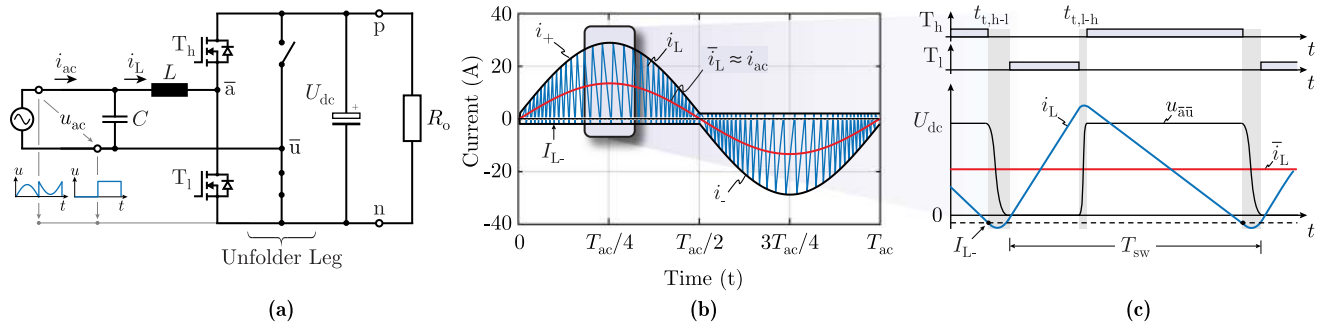 i_ac
i_L
L
T_h
ā
p
u_ac
C
U_dc
+
R_o
ū
T_l
n
u
t
u
t
Unfolder Leg
(a)
Current (A)
40
20
0
-20
-40
i_+
i_L
i̅_L ≈ i_ac
I_L-
i_-
0
T_ac/4
T_ac/2
3T_ac/4
T_ac
Time (t)
(b)
T_h
t_t,h-l
t_t,l-h
t
T_l
t
U_dc
i_L
u_āū
i̅_L
0
t
I_L-
T_sw
(c)